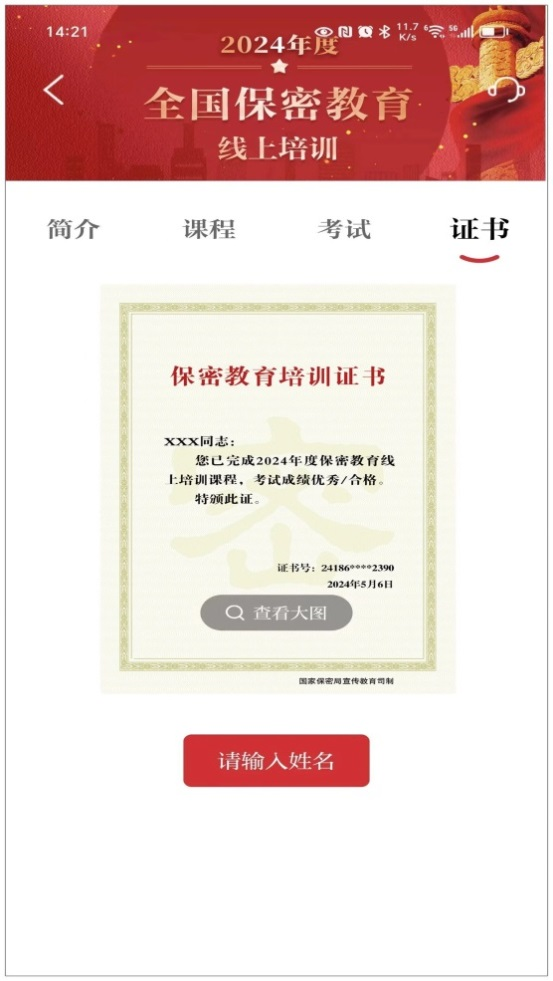 14:21
11.7
K/s
6
5G
2024年度
全国保密教育
线上培训
简介 课程 考试 证书
保密教育培训证书
XXX同志：
您已完成2024年度保密教育线
上培训课程，考试成绩优秀/合格。
特颁此证。
密
证书号：24186****2390
2024年5月6日
查看大图
国家保密局宣传教育司制
请输入姓名